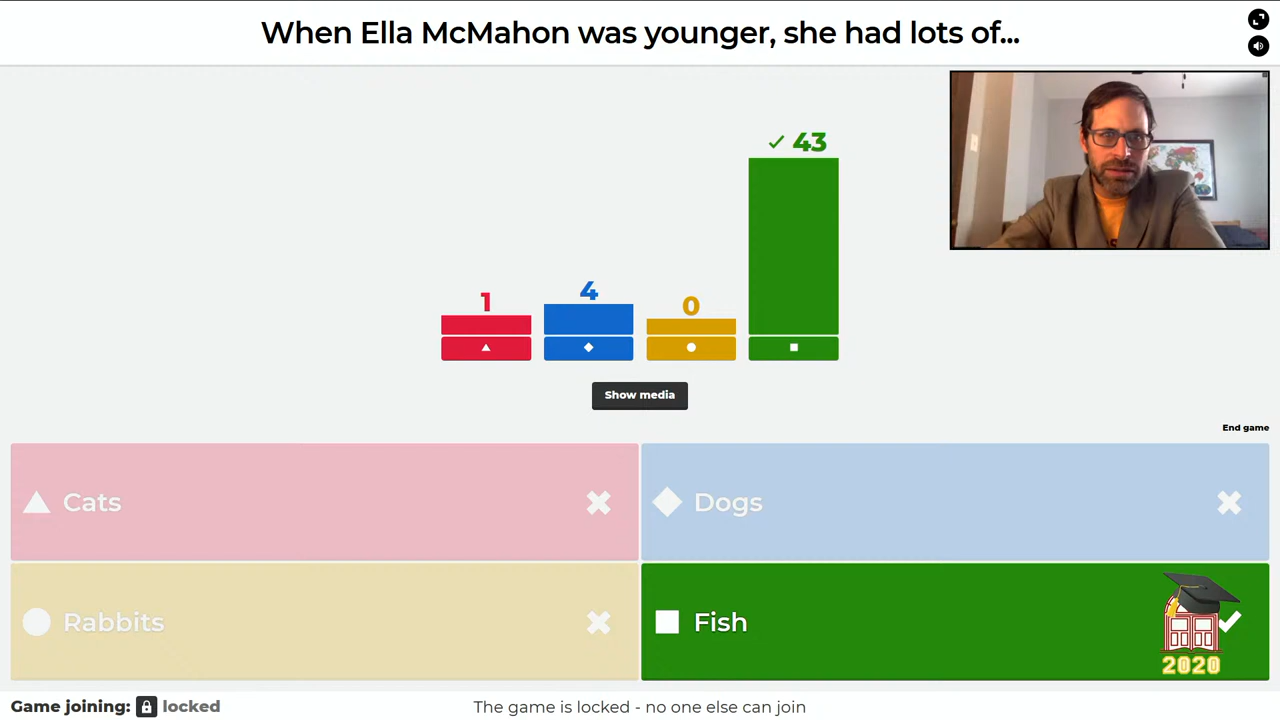 When Ella McMahon was younger, she had lots of...
43
1
4
0
Show media
End game
Cats
Dogs
Rabbits
Fish
2020
Game joining: locked
The game is locked - no one else can join